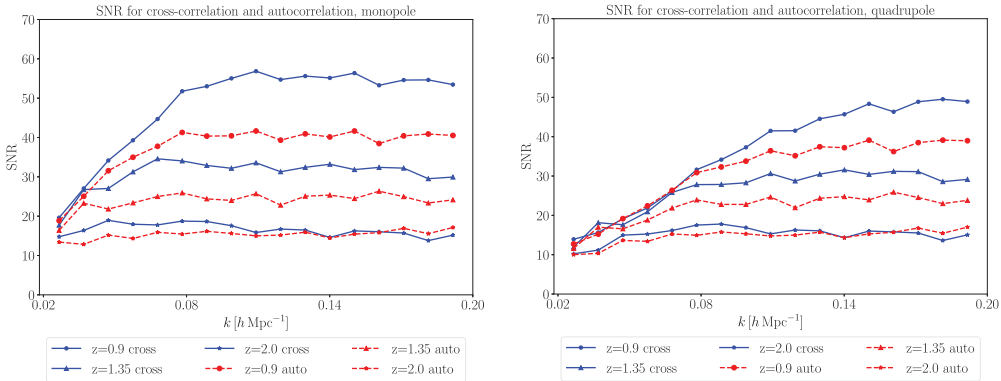 SNR for cross-correlation and autocorrelation, monopole
70
60
50
40
30
20
10
0
SNR
0.02 0.08 0.14 0.20
k [h Mpc⁻¹]
z=0.9 cross z=2.0 cross z=1.35 auto
z=1.35 cross z=0.9 auto z=2.0 auto
SNR for cross-correlation and autocorrelation, quadrupole
70
60
50
40
30
20
10
0
SNR
0.02 0.08 0.14 0.20
k [h Mpc⁻¹]
z=0.9 cross z=2.0 cross z=1.35 auto
z=1.35 cross z=0.9 auto z=2.0 auto